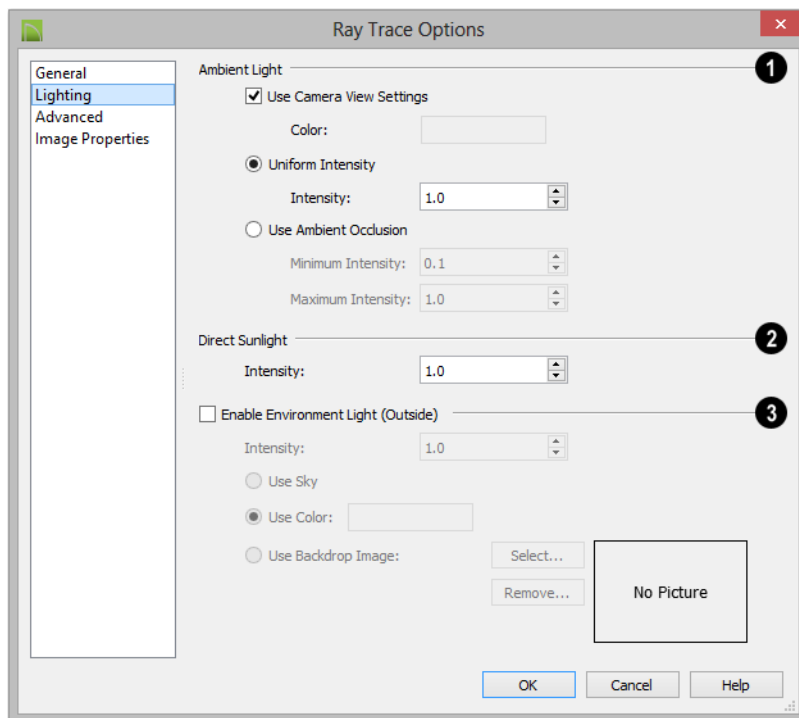 Ray Trace Options
General
Lighting
Advanced
Image Properties
Ambient Light
1
Use Camera View Settings
Color:
Uniform Intensity
Intensity: 1.0
Use Ambient Occlusion
Minimum Intensity: 0.1
Maximum Intensity: 1.0
Direct Sunlight
2
Intensity: 1.0
Enable Environment Light (Outside)
3
Intensity: 1.0
Use Sky
Use Color:
Use Backdrop Image: Select...
Remove...
No Picture
OK Cancel Help